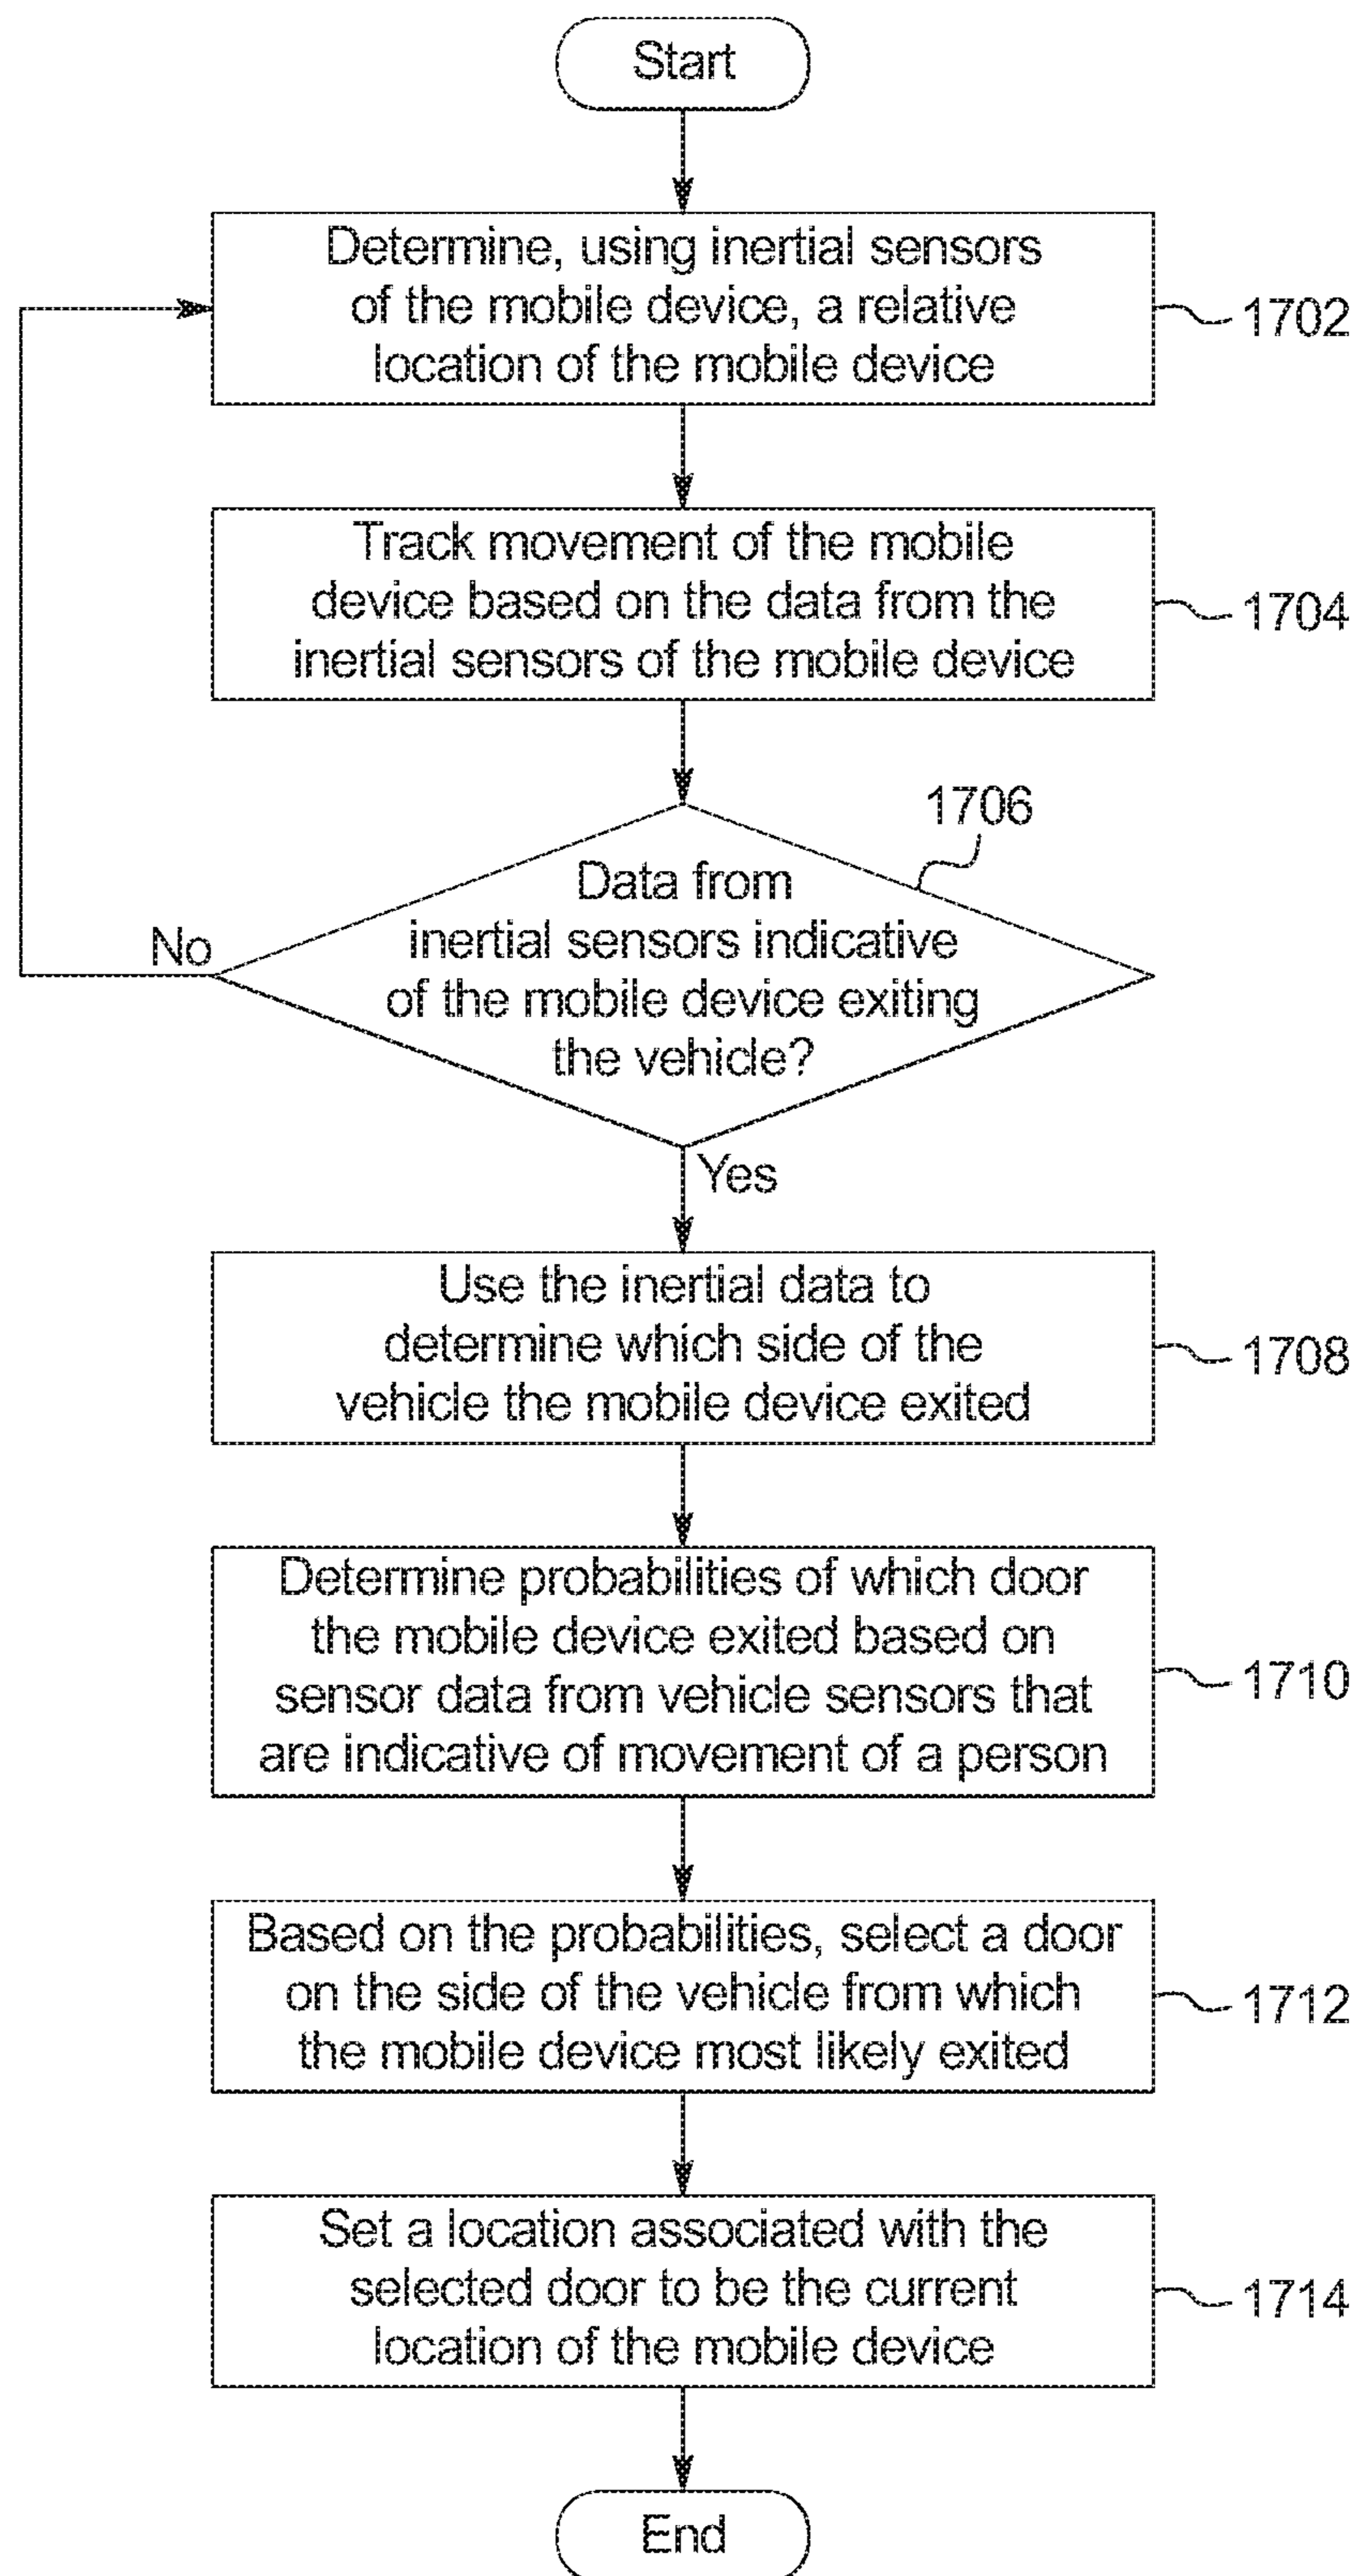 Start
Determine, using inertial sensors
of the mobile device, a relative
location of the mobile device
1702
Track movement of the mobile
device based on the data from the
inertial sensors of the mobile device
1704
1706
Data from
inertial sensors indicative
of the mobile device exiting
the vehicle?
No
Yes
Use the inertial data to
determine which side of the
vehicle the mobile device exited
1708
Determine probabilities of which door
the mobile device exited based on
sensor data from vehicle sensors that
are indicative of movement of a person
1710
Based on the probabilities, select a door
on the side of the vehicle from which
the mobile device most likely exited
1712
Set a location associated with the
selected door to be the current
location of the mobile device
1714
End